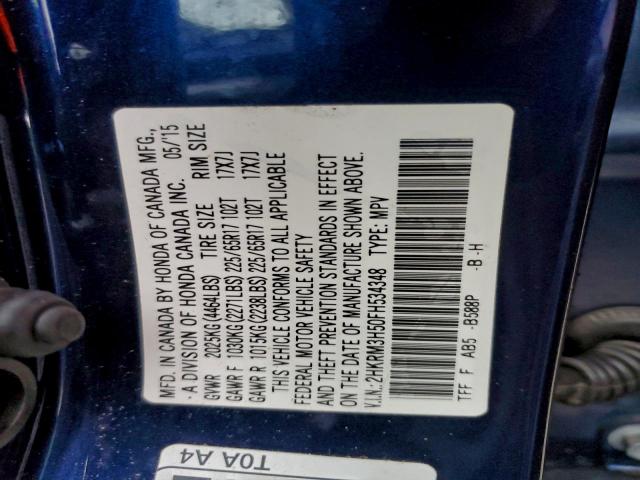 MFD. IN CANADA BY HONDA OF CANADA MFG.,
- A DIVISION OF HONDA CANADA INC. 05/15
GVWR 2025KG(4464LBS) TIRE SIZE RIM SIZE
GAWR F 1030KG(2271LBS) 225/65R17 102T 17X7J
GAWR R 1015KG(2238LBS) 225/65R17 102T 17X7J
THIS VEHICLE CONFORMS TO ALL APPLICABLE
FEDERAL MOTOR VEHICLE SAFETY
AND THEFT PREVENTION STANDARDS IN EFFECT
ON THE DATE OF MANUFACTURE SHOWN ABOVE.
V.I.N.:2HKRM3H50FH534348 TYPE: MPV
TFF F AB5 -B588P -B -H
T0A A4